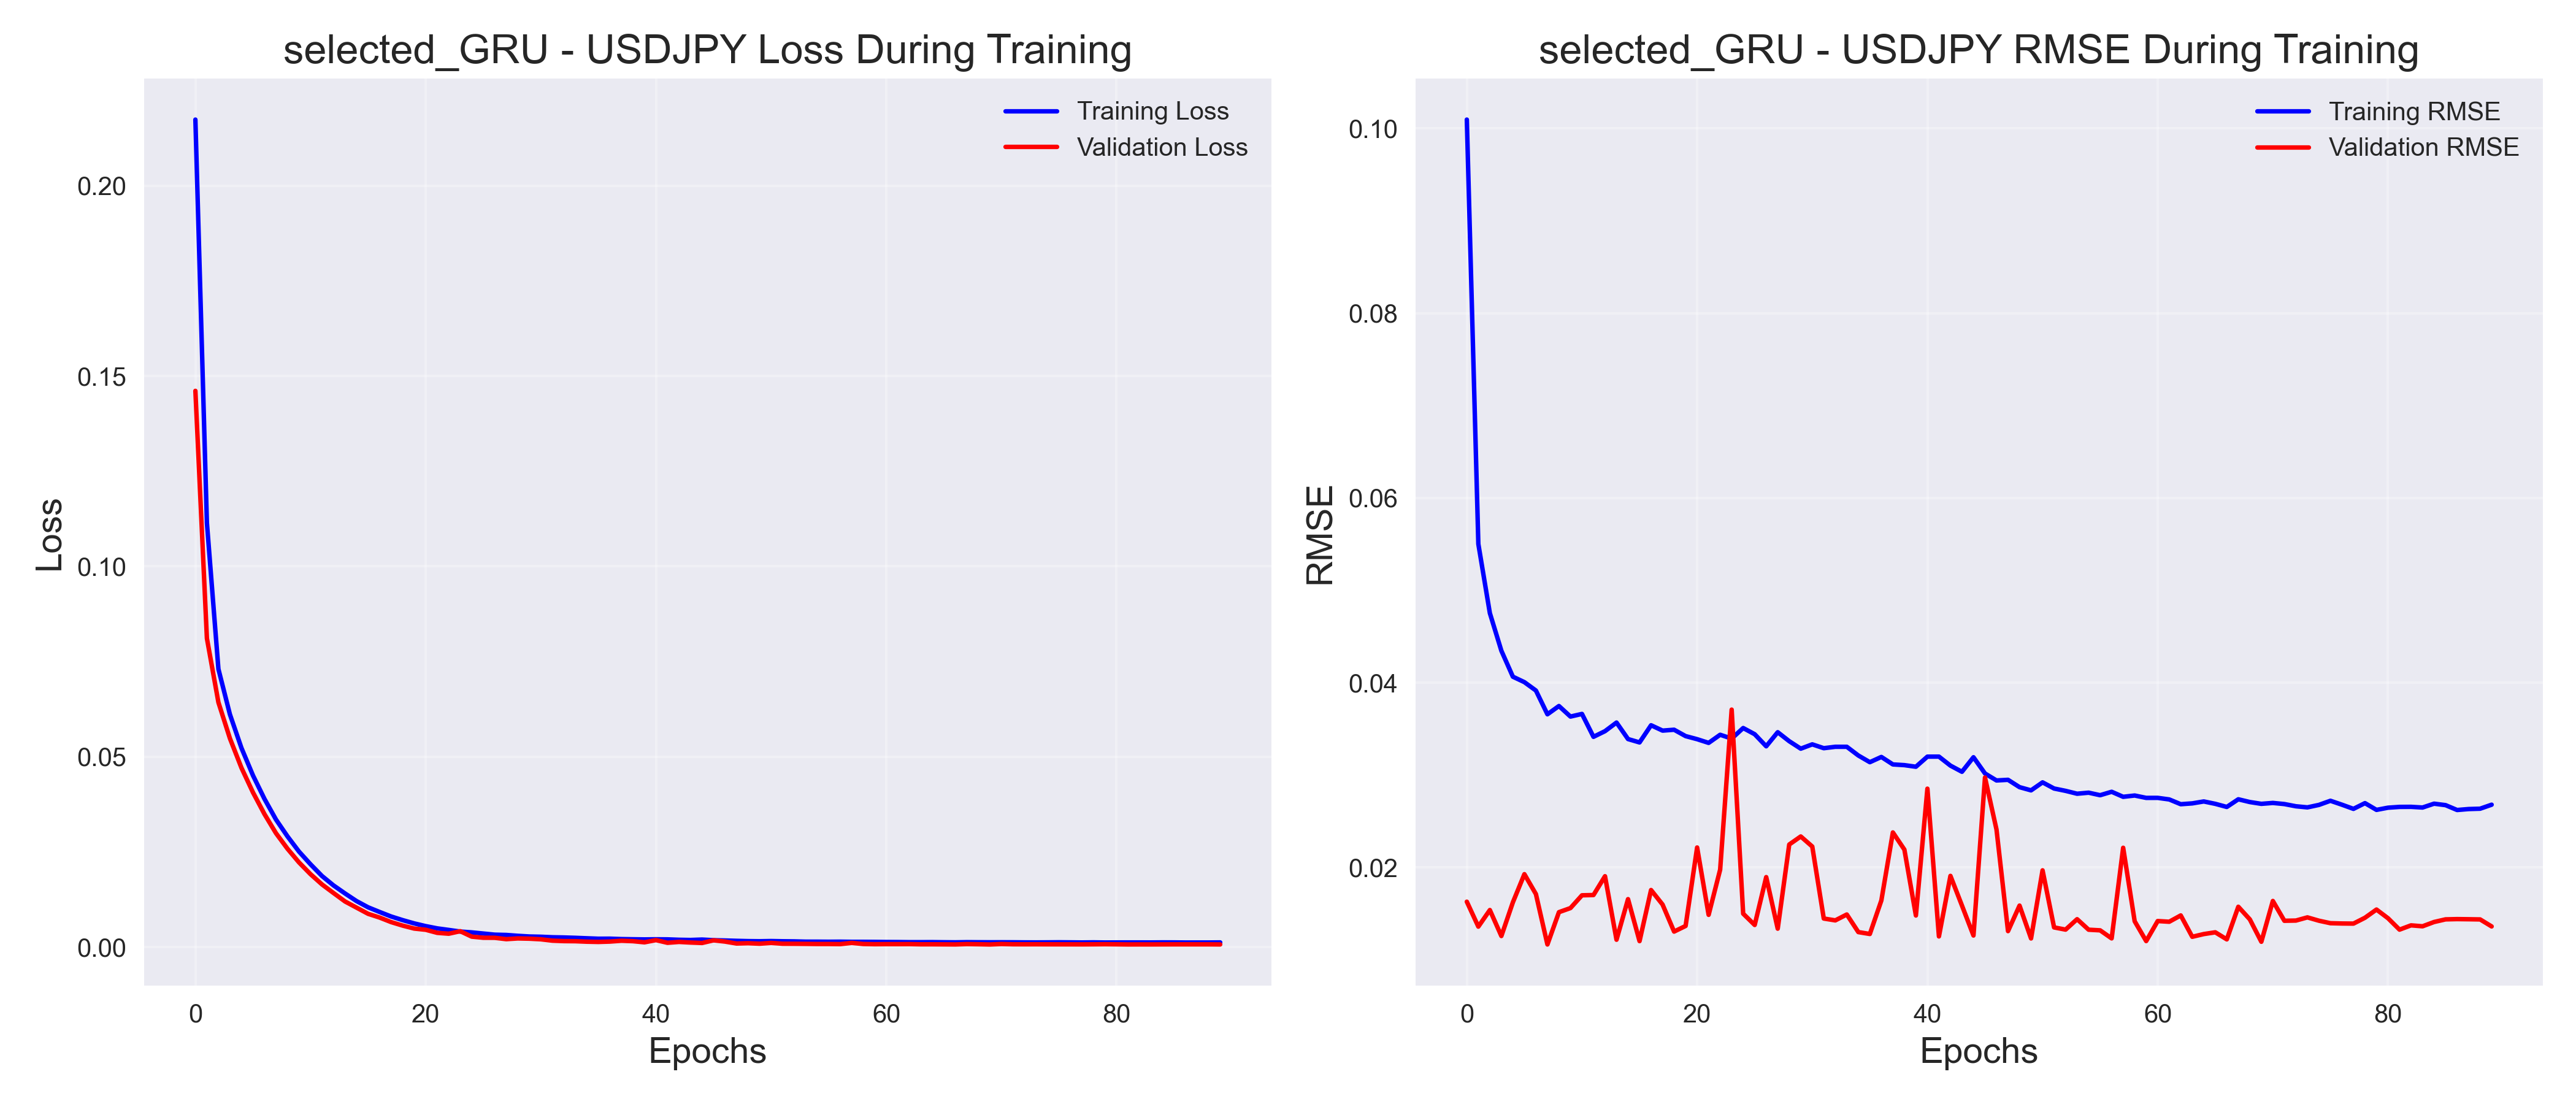 selected_GRU - USDJPY Loss During Training
Training Loss
Validation Loss
Loss
0.20
0.15
0.10
0.05
0.00
0 20 40 60 80
Epochs
selected_GRU - USDJPY RMSE During Training
Training RMSE
Validation RMSE
RMSE
0.10
0.08
0.06
0.04
0.02
0 20 40 60 80
Epochs